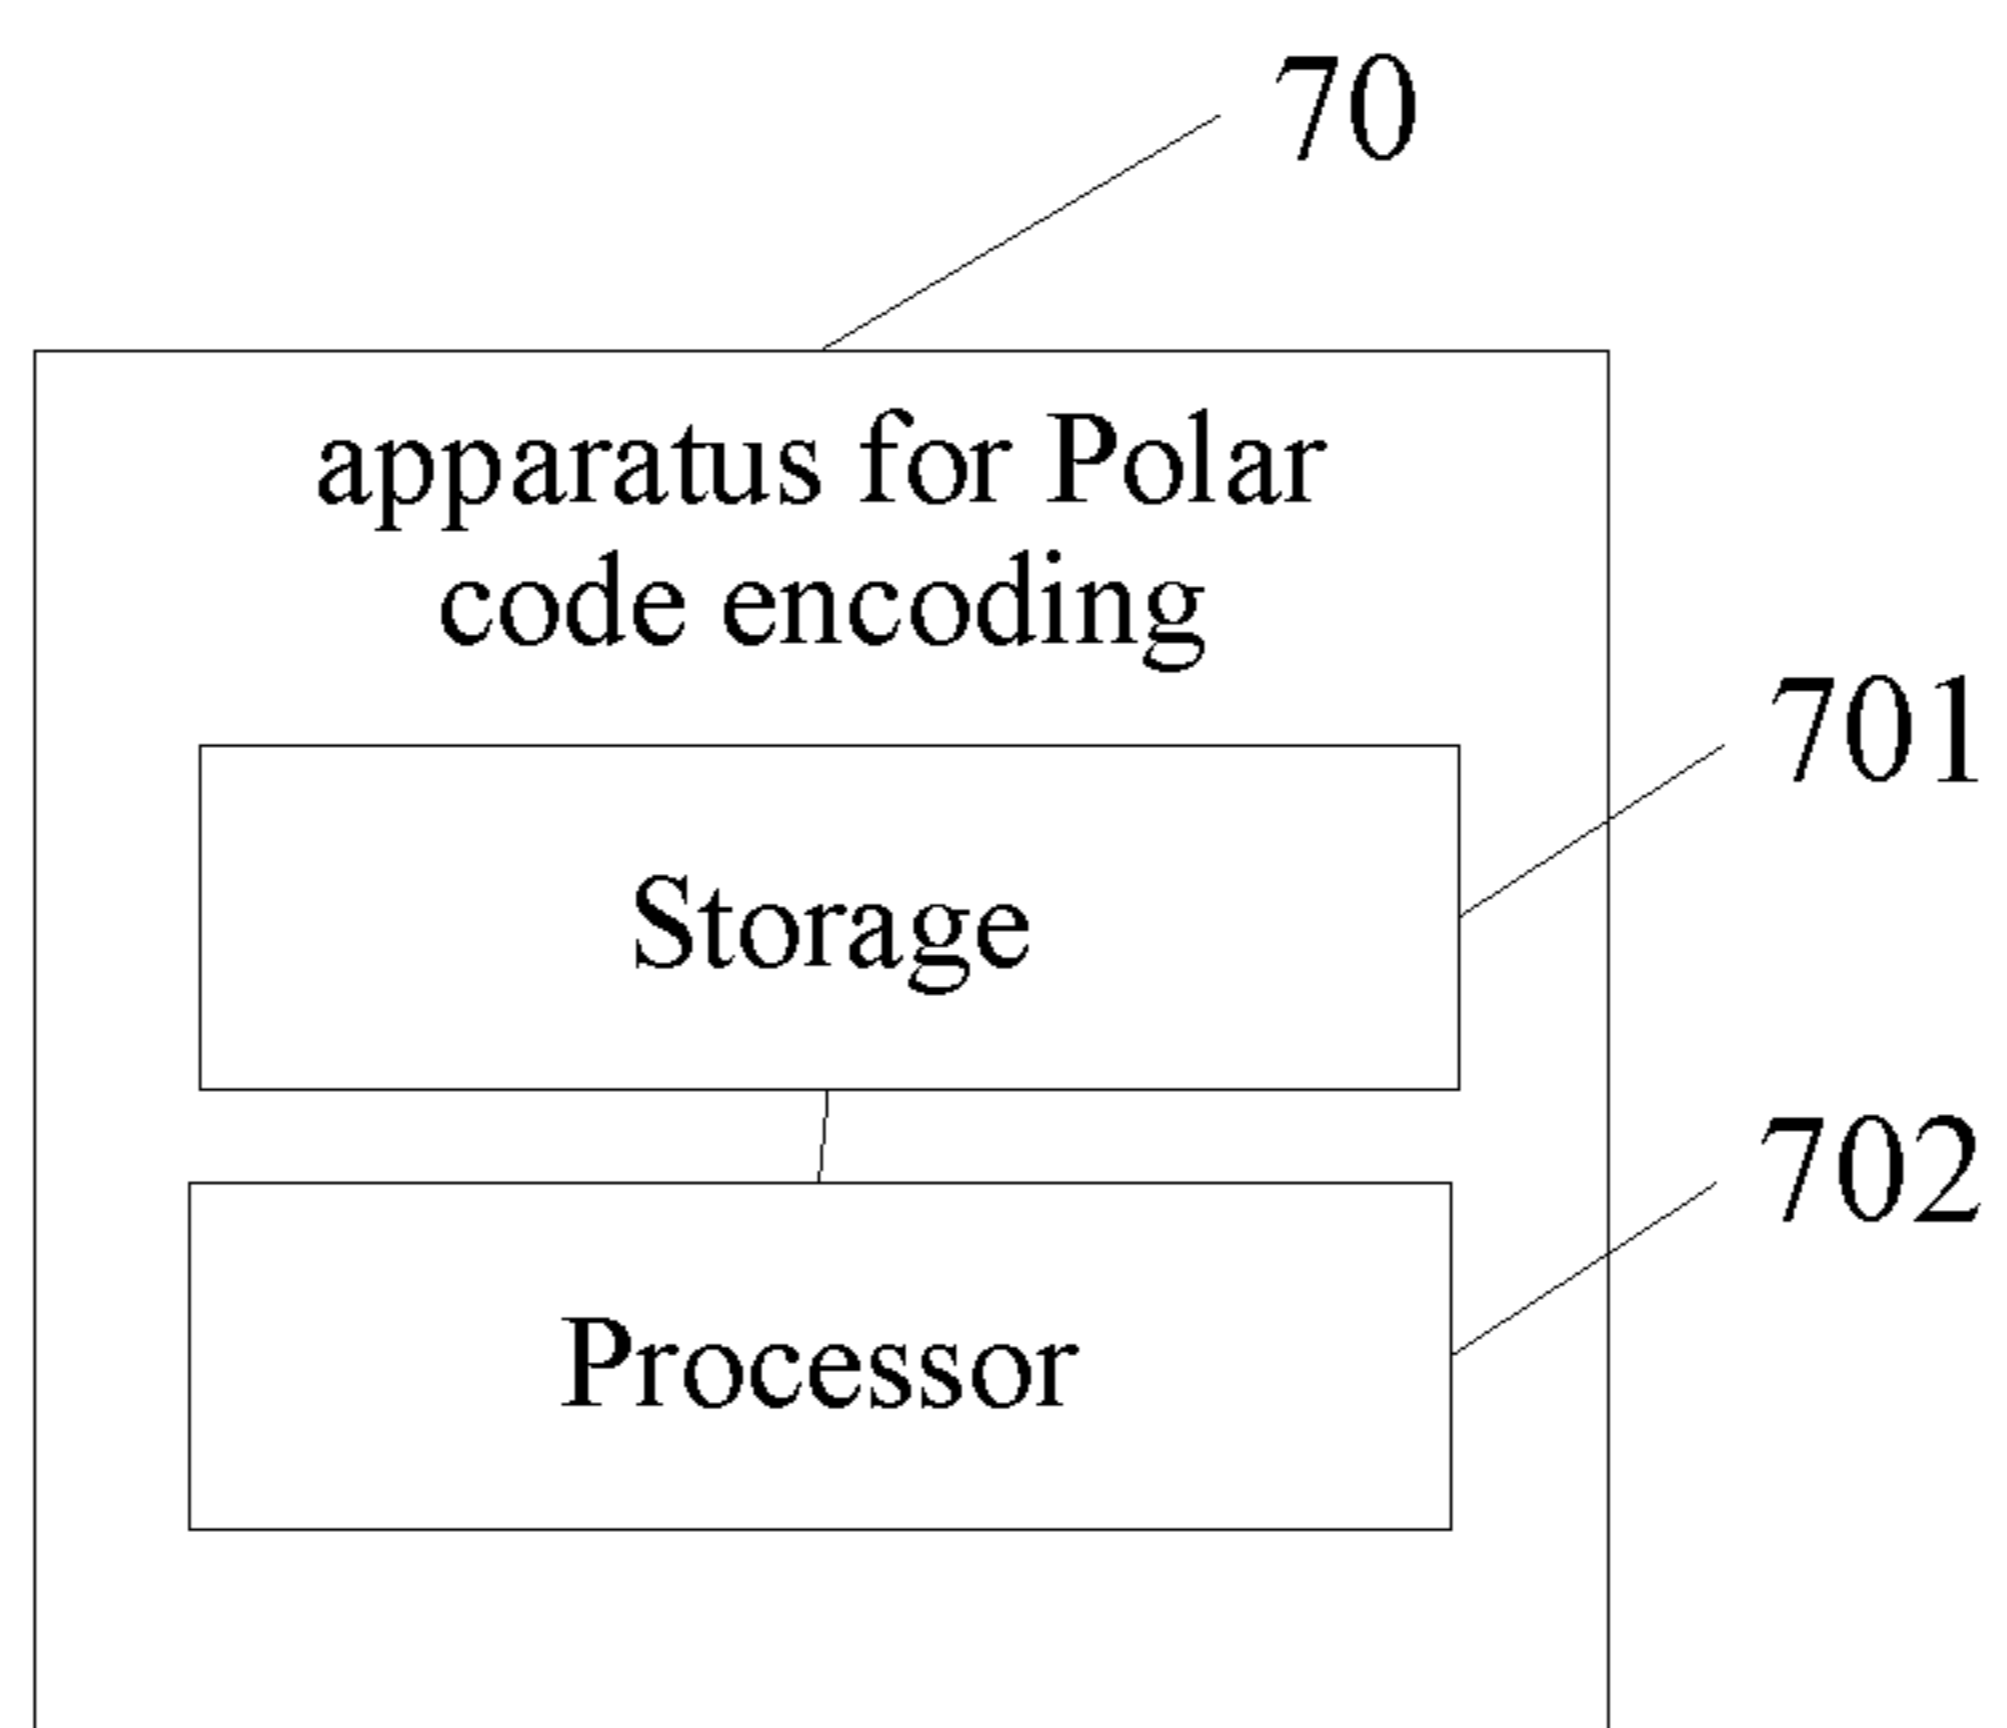 70
apparatus for Polar
code encoding
701
Storage
702
Processor